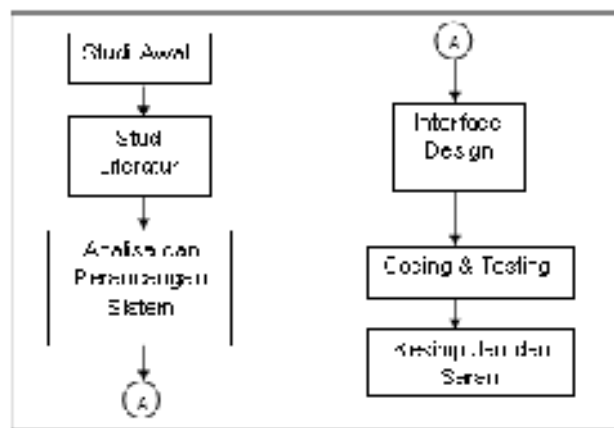 Studi Awal
Studi
Literatur
Analisa dan
Perancangan
Sistem
A
A
Interface
Design
Coding & Testing
Kesimpulan dan
Saran